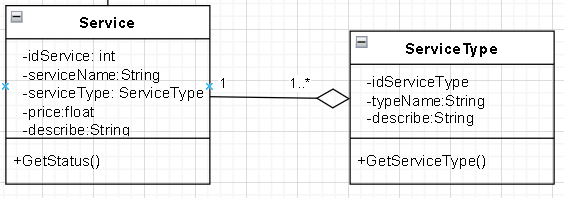 Service
-idService: int
-serviceName:String
-serviceType: ServiceType
-price:float
-describe:String
+GetStatus()
1
1..*
ServiceType
-idServiceType
-typeName:String
-describe:String
+GetServiceType()